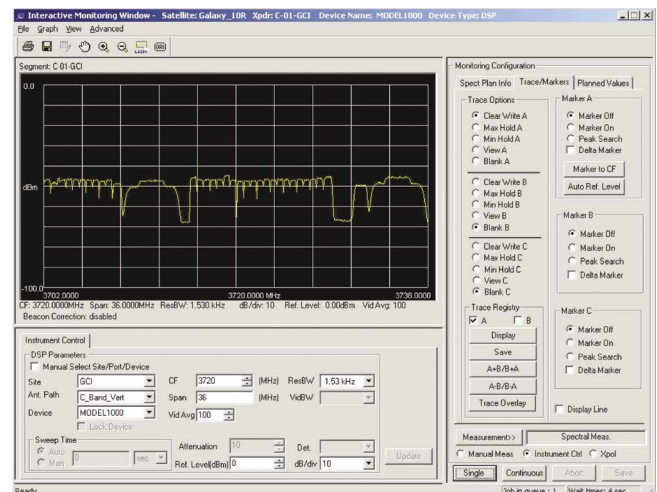 Interactive Monitoring Window - Satellite: Galaxy_10R Xpdr: C-01-GCI Device Name: MODEL1000 Device Type: DSP
File Graph View Advanced
Segment: C-01-GCI
0.0
dBm
-100.0
3702.0000 3720.0000 MHz 3738.0000
CF: 3720.0000MHz Span: 36.0000MHz ResBW: 1.530 kHz dB/div: 10 Ref. Level: 0.00dBm Vid Avg: 100
Beacon Correction: disabled
Instrument Control
DSP Parameters
Manual Select Site/Port/Device
Site GCI CF 3720 (MHz) ResBW 1.53 kHz
Ant. Path C_Band_Vert Span 36 (MHz) VidBW
Device MODEL1000 Vid Avg 100
Lock Device
Sweep Time
Auto
Man
0 sec
Attenuation 10 Det.
Ref. Level(dBm) 0 dB/div 10
Update
Ready
Monitoring Configuration
Spect Plan Info Trace/Markers Planned Values
Trace Options
Clear Write A
Max Hold A
Min Hold A
View A
Blank A
Clear Write B
Max Hold B
Min Hold B
View B
Blank B
Clear Write C
Max Hold C
Min Hold C
View C
Blank C
Trace Registry
A B
Display
Save
A+B/B+A
A-B/B-A
Trace Overlay
Marker A
Marker Off
Marker On
Peak Search
Delta Marker
Marker to CF
Auto Ref. Level
Marker B
Marker Off
Marker On
Peak Search
Delta Marker
Marker C
Marker Off
Marker On
Peak Search
Delta Marker
Display Line
Measurement>> Spectral Meas.
Manual Meas Instrument Ctrl Xpol
Single Continuous Abort Save
Job in queue : 1 Wait times: 4 sec